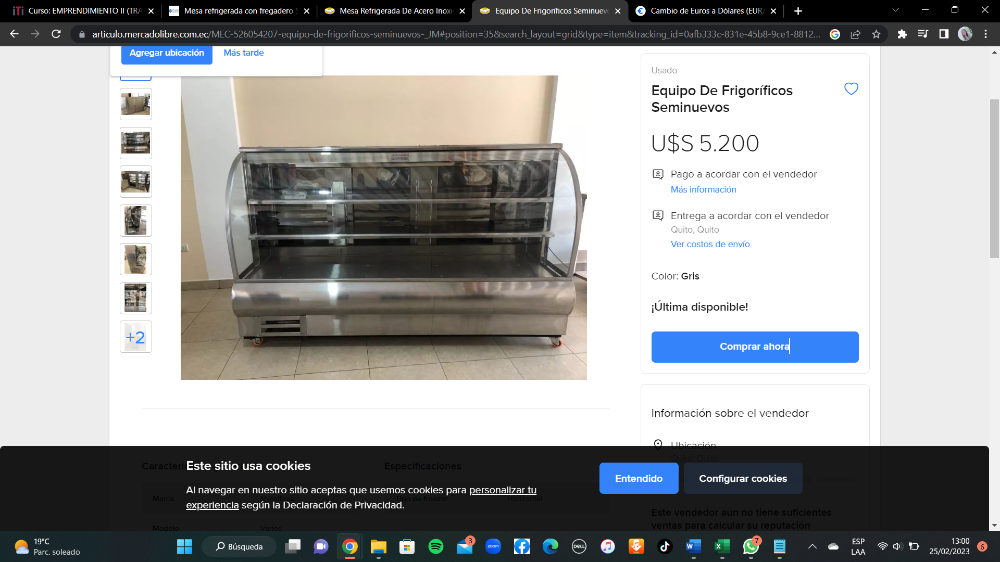 Curso: EMPRENDIMIENTO II (TRA
Mesa refrigerada con fregadero S
Mesa Refrigerada De Acero Inoxi
Equipo De Frigoríficos Seminuevo
Cambio de Euros a Dólares (EUR/
articulo.mercadolibre.com.ec/MEC-526054207-equipo-de-frigorificos-seminuevos-_JM#position=35&search_layout=grid&type=item&tracking_id=0afb333c-831e-45b8-9ce1-8812...
Agregar ubicación
Más tarde
+2
Usado
Equipo De Frigoríficos
Seminuevos
U$S 5.200
Pago a acordar con el vendedor
Más información
Entrega a acordar con el vendedor
Quito, Quito
Ver costos de envío
Color: Gris
¡Última disponible!
Comprar ahora
Información sobre el vendedor
Ubicación
Quito, Quito
Especificaciones
Este sitio usa cookies
Al navegar en nuestro sitio aceptas que usemos cookies para personalizar tu
experiencia según la Declaración de Privacidad.
Entendido
Configurar cookies
Marca
Metalbras
Tipo de freezer
Horizontal
Modelo
Varios
Este vendedor aún no tiene suficientes
ventas para calcular su reputación
19°C
Parc. soleado
Búsqueda
3
zoom
DELL
7
ESP
LAA
13:00
25/02/2023
6